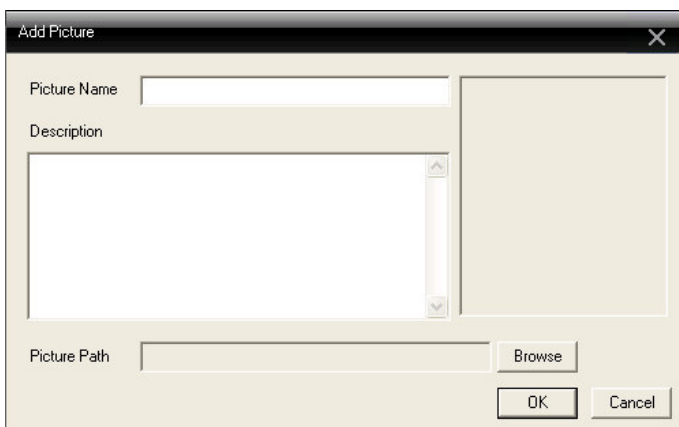 Add Picture
Picture Name
Description
Picture Path
Browse
OK
Cancel